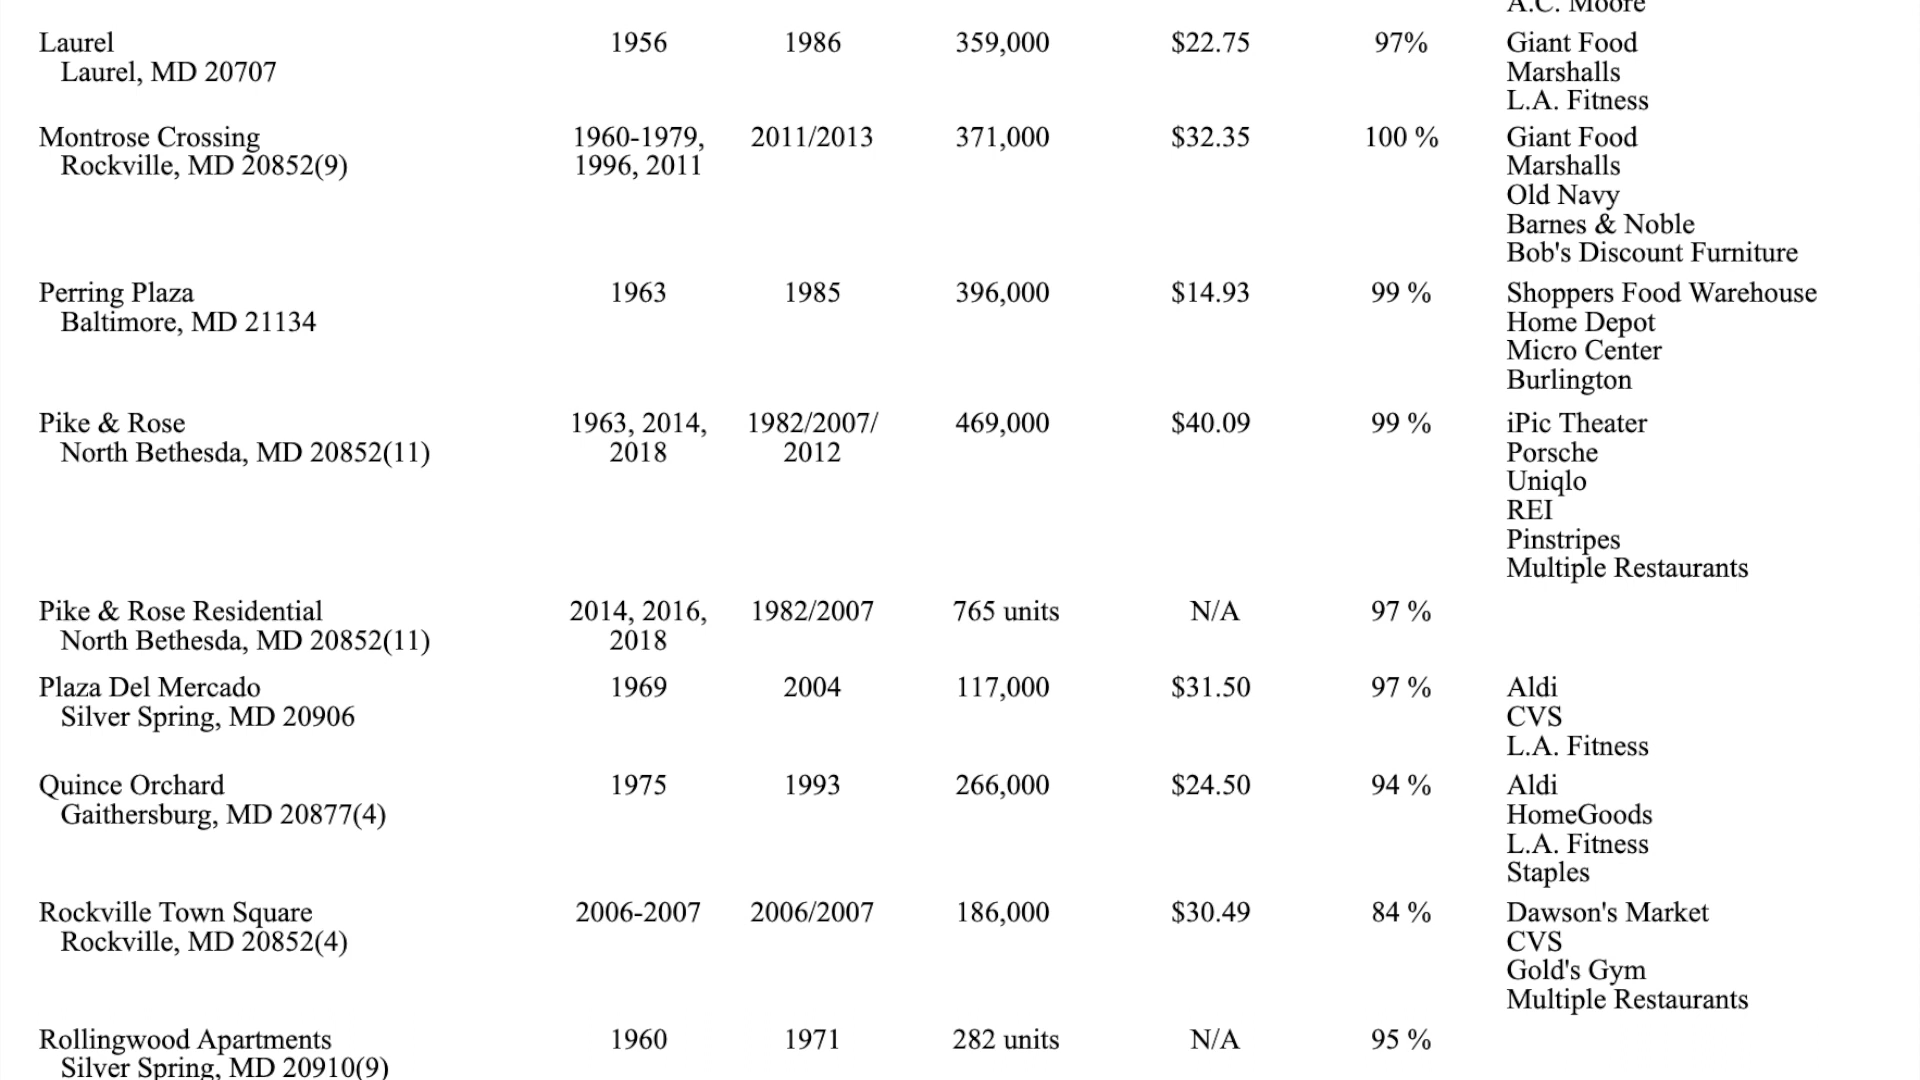 A.C. Moore
Laurel 1956 1986 359,000 $22.75 97% Giant Food
Laurel, MD 20707 Marshalls
L.A. Fitness
Montrose Crossing 1960-1979, 2011/2013 371,000 $32.35 100 % Giant Food
Rockville, MD 20852(9) 1996, 2011 Marshalls
Old Navy
Barnes & Noble
Bob's Discount Furniture
Perring Plaza 1963 1985 396,000 $14.93 99 % Shoppers Food Warehouse
Baltimore, MD 21134 Home Depot
Micro Center
Burlington
Pike & Rose 1963, 2014, 1982/2007/ 469,000 $40.09 99 % iPic Theater
North Bethesda, MD 20852(11) 2018 2012 Porsche
Uniqlo
REI
Pinstripes
Multiple Restaurants
Pike & Rose Residential 2014, 2016, 1982/2007 765 units N/A 97 %
North Bethesda, MD 20852(11) 2018
Plaza Del Mercado 1969 2004 117,000 $31.50 97 % Aldi
Silver Spring, MD 20906 CVS
L.A. Fitness
Quince Orchard 1975 1993 266,000 $24.50 94 % Aldi
Gaithersburg, MD 20877(4) HomeGoods
L.A. Fitness
Staples
Rockville Town Square 2006-2007 2006/2007 186,000 $30.49 84 % Dawson's Market
Rockville, MD 20852(4) CVS
Gold's Gym
Multiple Restaurants
Rollingwood Apartments 1960 1971 282 units N/A 95 %
Silver Spring, MD 20910(9)